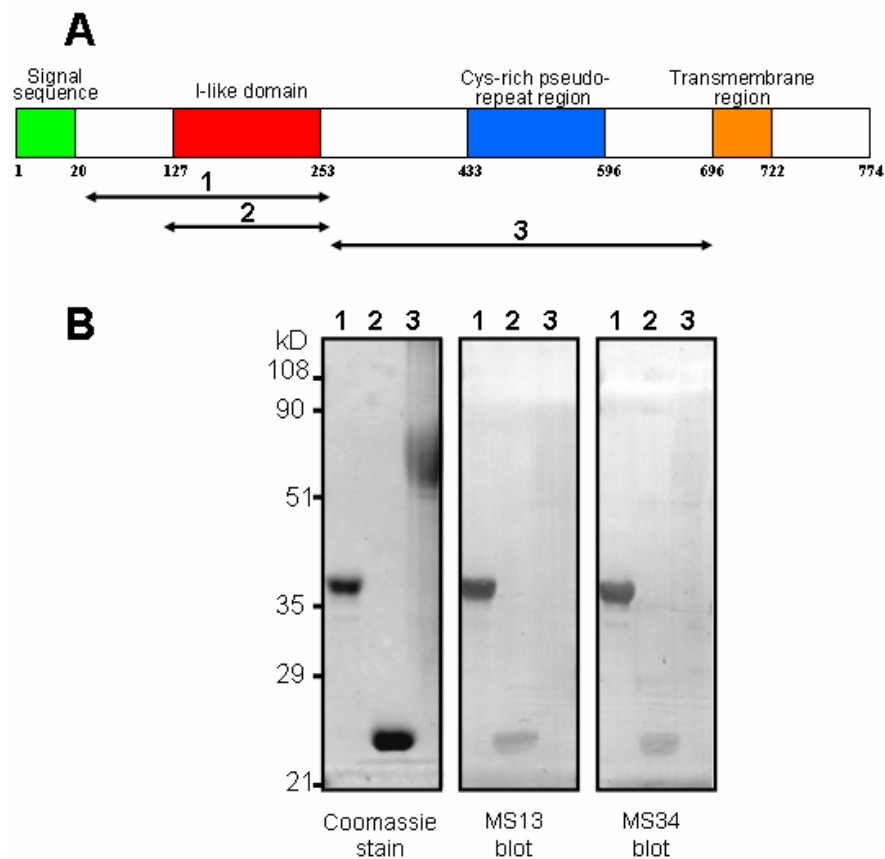 A
Signal
sequence
I-like domain
Cys-rich pseudo-
repeat region
Transmembrane
region
1 20 127 253 433 596 696 722 774
1
2
3
B
1 2 3 1 2 3 1 2 3
kD
108
90
51
35
29
21
Coomassie
stain
MS13
blot
MS34
blot